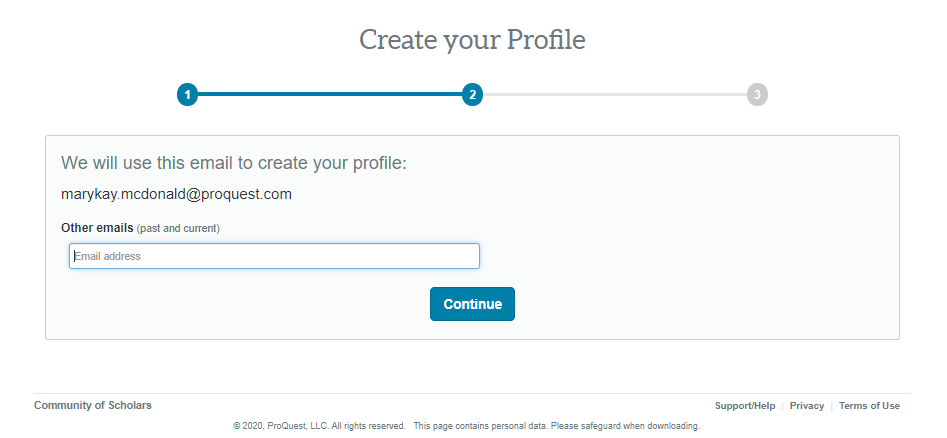 Create your Profile
1 2 3
We will use this email to create your profile:
marykay.mcdonald@proquest.com
Other emails (past and current)
Email address
Continue
Community of Scholars Support/Help | Privacy | Terms of Use
© 2020, ProQuest, LLC. All rights reserved. This page contains personal data. Please safeguard when downloading.